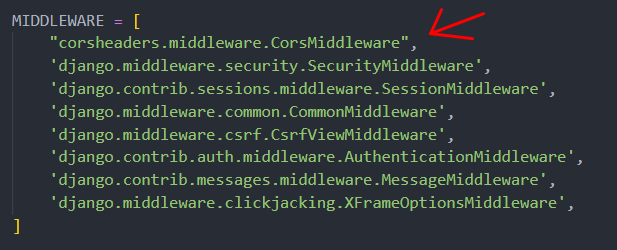 MIDDLEWARE = [
    "corsheaders.middleware.CorsMiddleware",
    'django.middleware.security.SecurityMiddleware',
    'django.contrib.sessions.middleware.SessionMiddleware',
    'django.middleware.common.CommonMiddleware',
    'django.middleware.csrf.CsrfViewMiddleware',
    'django.contrib.auth.middleware.AuthenticationMiddleware',
    'django.contrib.messages.middleware.MessageMiddleware',
    'django.middleware.clickjacking.XFrameOptionsMiddleware',
]